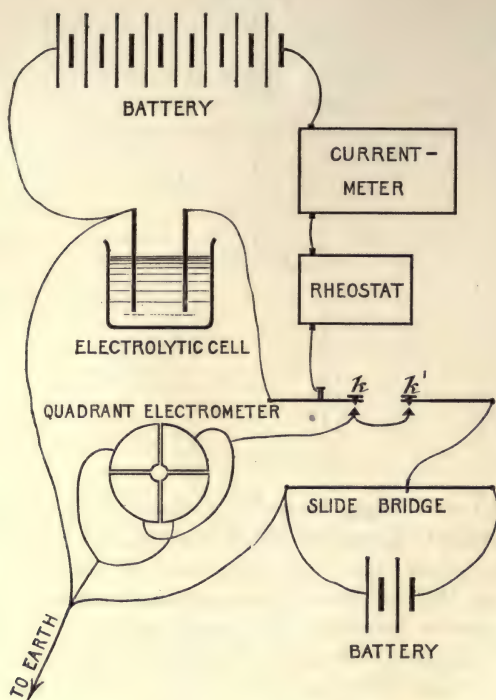 BATTERY
CURRENT-
METER
RHEOSTAT
ELECTROLYTIC CELL
k k'
QUADRANT ELECTROMETER
SLIDE BRIDGE
BATTERY
TO EARTH